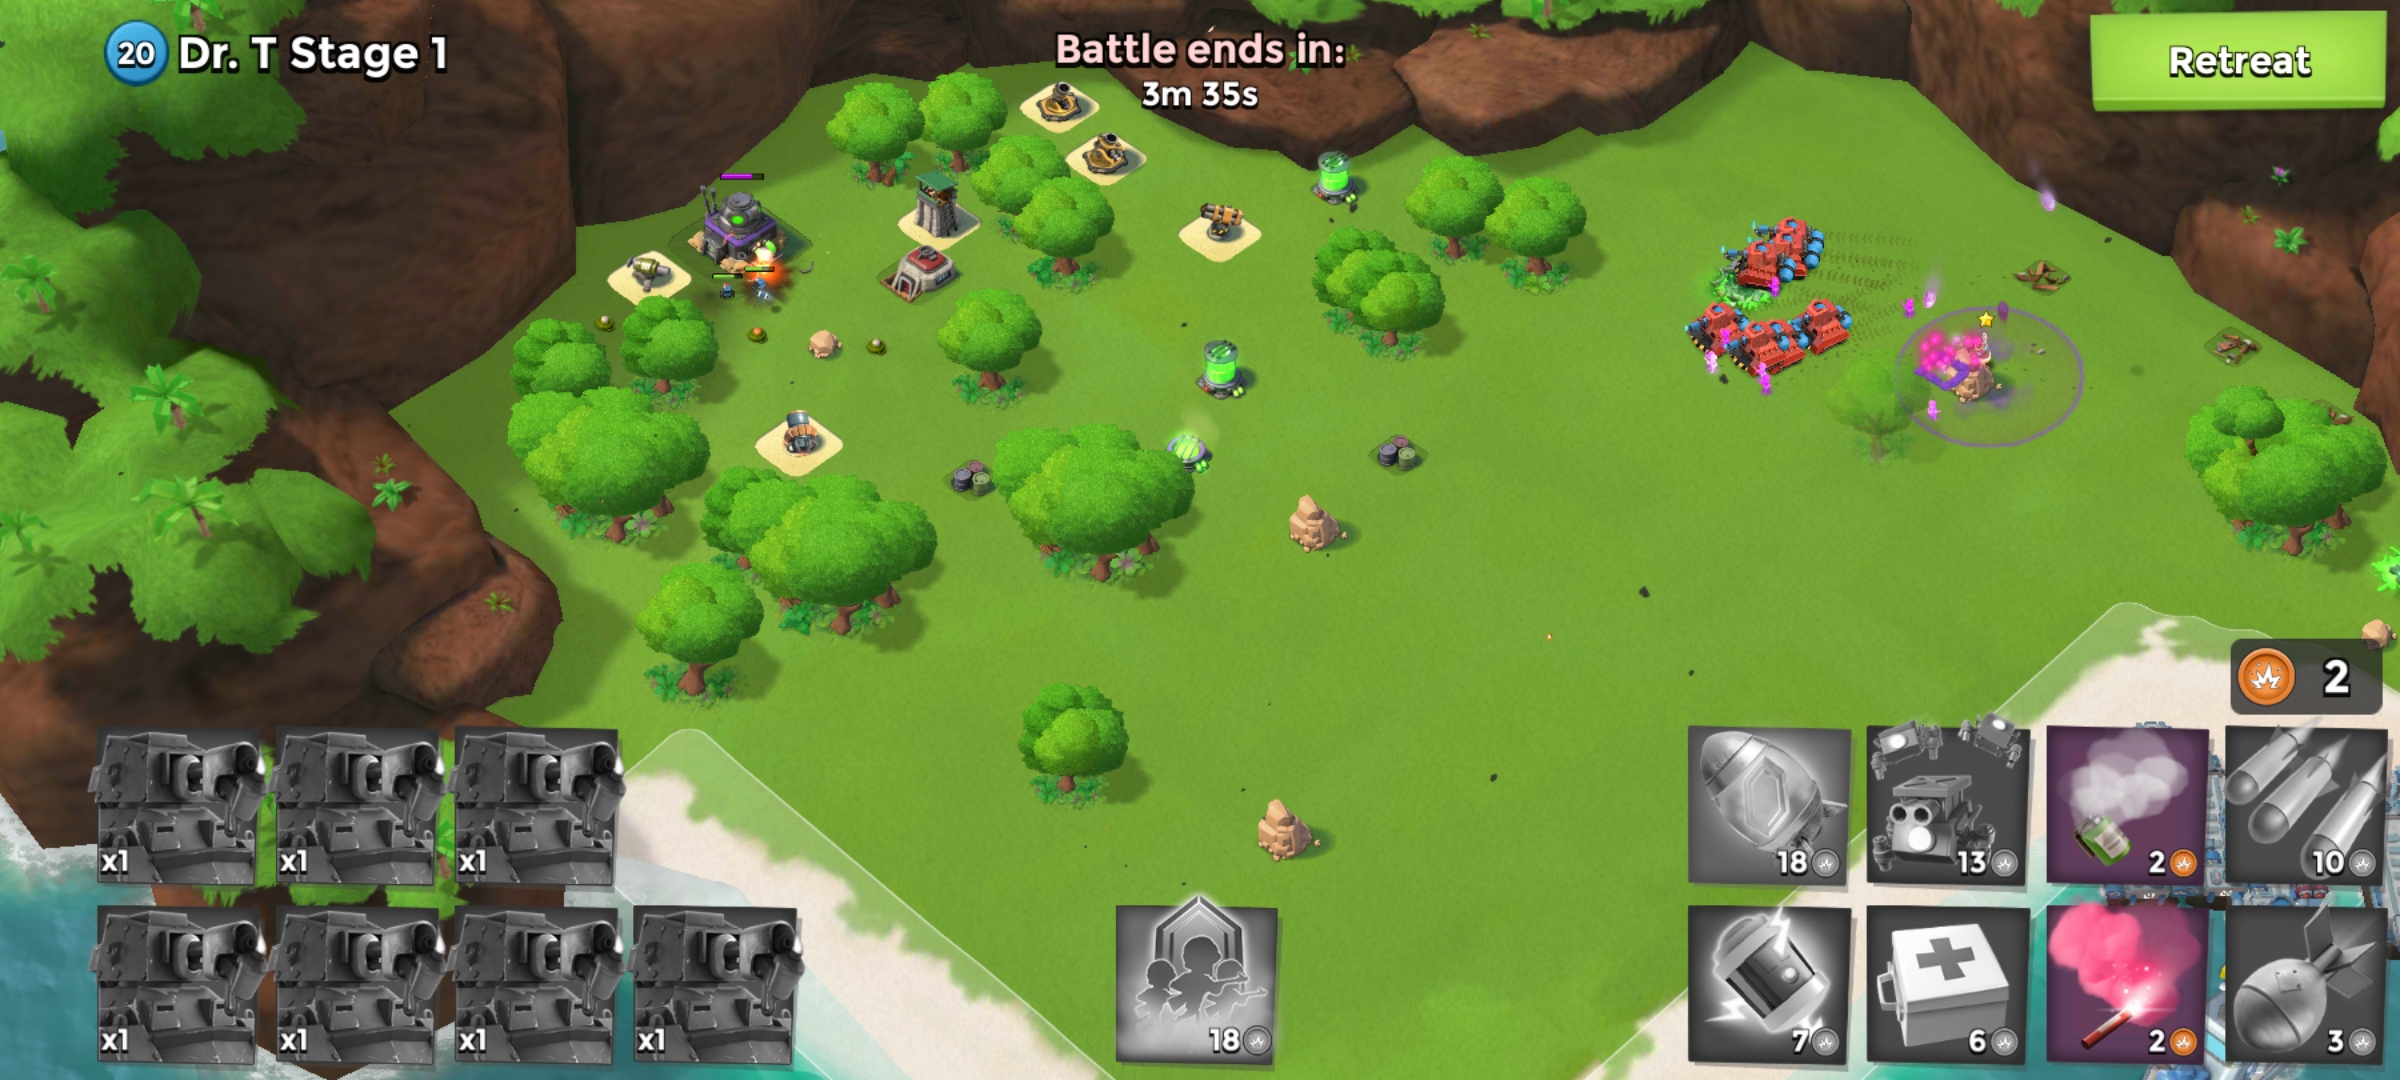 20 Dr. T Stage 1
Battle ends in:
3m 35s
Retreat
2
x1 x1 x1
18 13 2 10
x1 x1 x1 x1
18
7 6 2 3